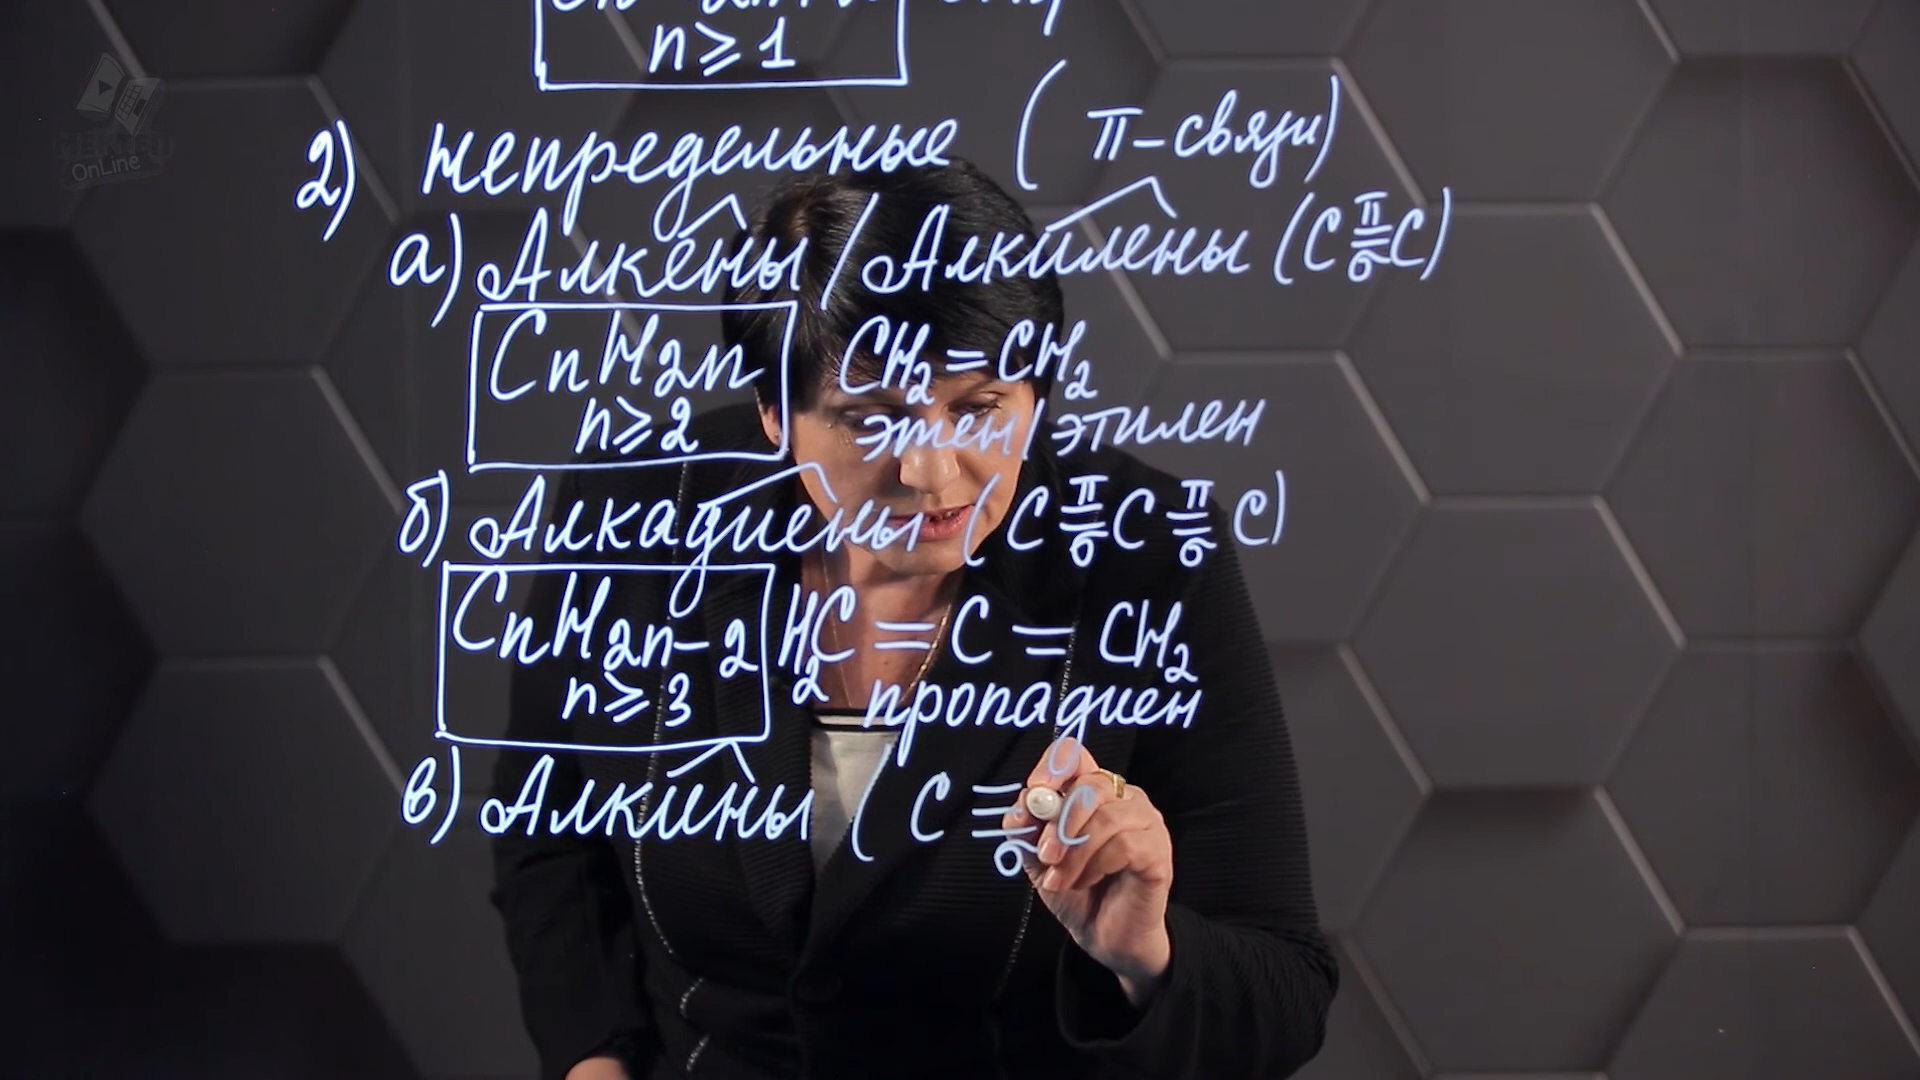 n ≥ 1
2) Непредельные ( π-связи)
а) Алкены / Алкилены (C π═σ C)
CnH2n CH2=CH2
n ≥ 2 этен/этилен
б) Алкадиены ( C π═σ C π═σ C)
CnH2n-2 H2C = C = CH2
n ≥ 3 пропадиен
в) Алкины ( C ≡σ C
OnLine